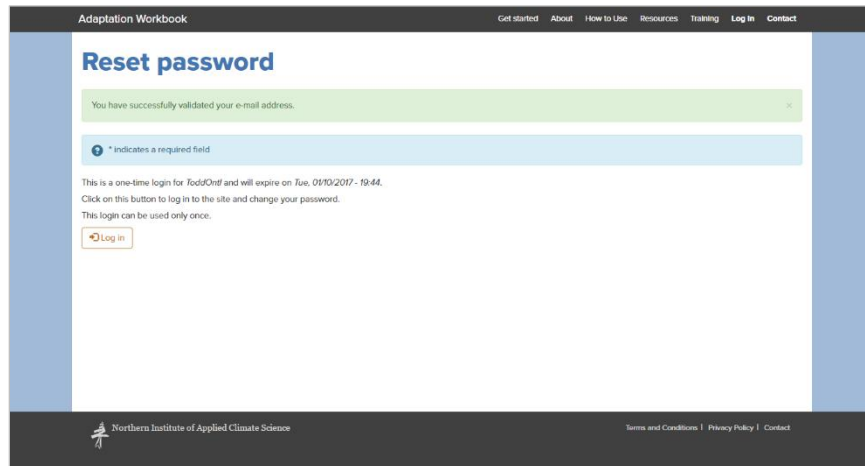 Adaptation Workbook
Get started About How to Use Resources Training Log In Contact
Reset password
You have successfully validated your e-mail address. ×
* indicates a required field
This is a one-time login for ToddOntl and will expire on Tue, 01/10/2017 - 19:44.
Click on this button to log in to the site and change your password.
This login can be used only once.
Log in
Northern Institute of Applied Climate Science
Terms and Conditions | Privacy Policy | Contact